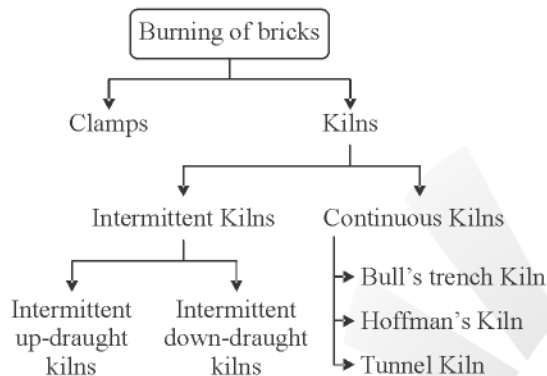 Burning of bricks
Clamps
Kilns
Intermittent Kilns
Continuous Kilns
Intermittent
up-draught
kilns
Intermittent
down-draught
kilns
Bull's trench Kiln
Hoffman's Kiln
Tunnel Kiln